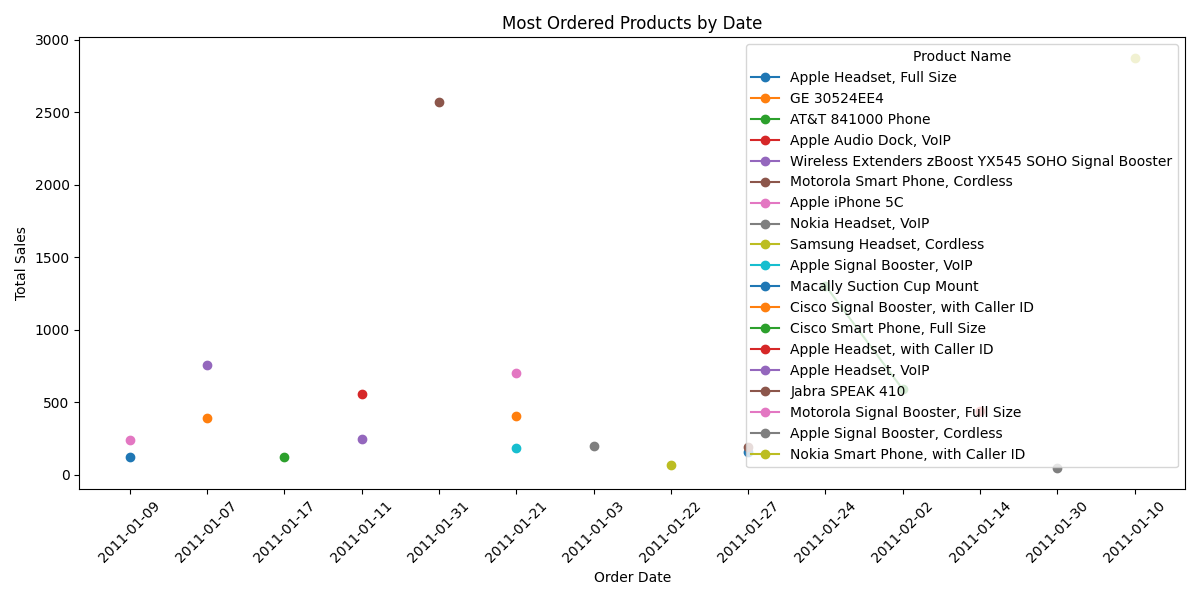 Most Ordered Products by Date
Total Sales
3000
2500
2000
1500
1000
500
0
Product Name
Apple Headset, Full Size
GE 30524EE4
AT&T 841000 Phone
Apple Audio Dock, VoIP
Wireless Extenders zBoost YX545 SOHO Signal Booster
Motorola Smart Phone, Cordless
Apple iPhone 5C
Nokia Headset, VoIP
Samsung Headset, Cordless
Apple Signal Booster, VoIP
Macally Suction Cup Mount
Cisco Signal Booster, with Caller ID
Cisco Smart Phone, Full Size
Apple Headset, with Caller ID
Apple Headset, VoIP
Jabra SPEAK 410
Motorola Signal Booster, Full Size
Apple Signal Booster, Cordless
Nokia Smart Phone, with Caller ID
2011-01-09
2011-01-07
2011-01-17
2011-01-11
2011-01-31
2011-01-21
2011-01-03
2011-01-22
2011-01-27
2011-01-24
2011-02-02
2011-01-14
2011-01-30
2011-01-10
Order Date